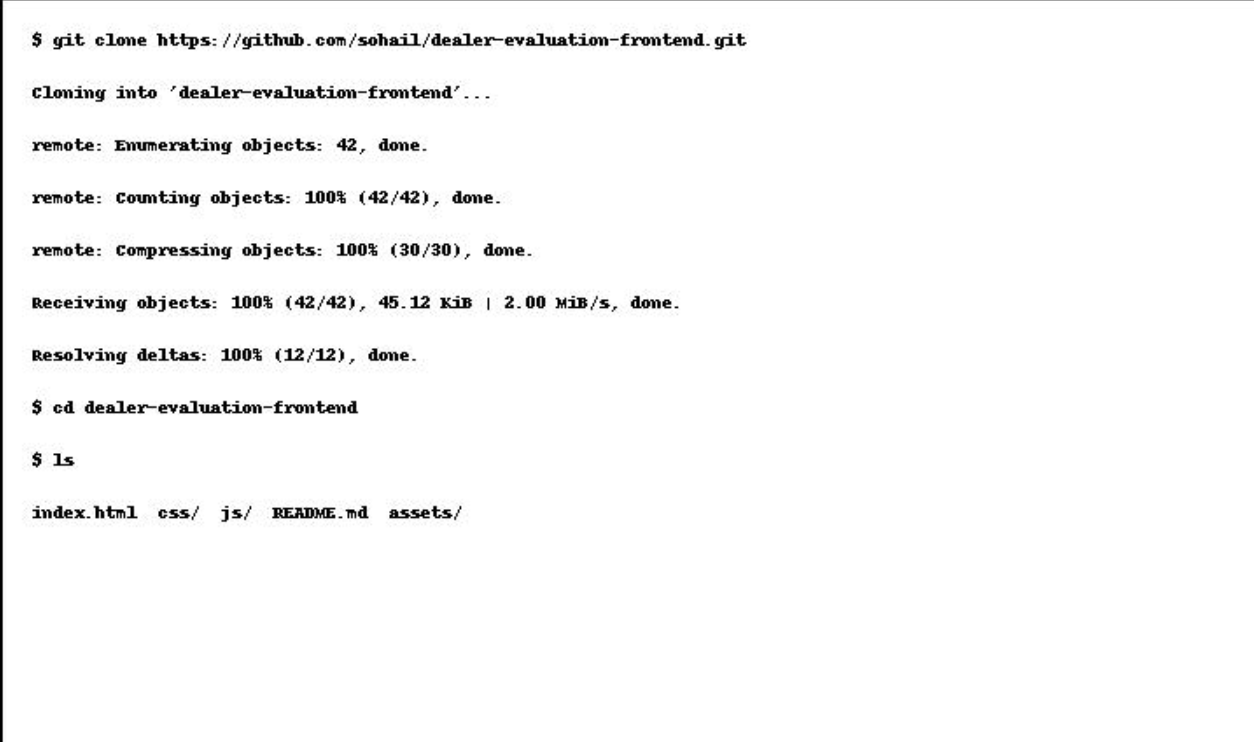 $ git clone https://github.com/sohail/dealer-evaluation-frontend.git
Cloning into 'dealer-evaluation-frontend'...
remote: Enumerating objects: 42, done.
remote: Counting objects: 100% (42/42), done.
remote: Compressing objects: 100% (30/30), done.
Receiving objects: 100% (42/42), 45.12 KiB | 2.00 MiB/s, done.
Resolving deltas: 100% (12/12), done.
$ cd dealer-evaluation-frontend
$ ls
index.html  css/  js/  README.md  assets/